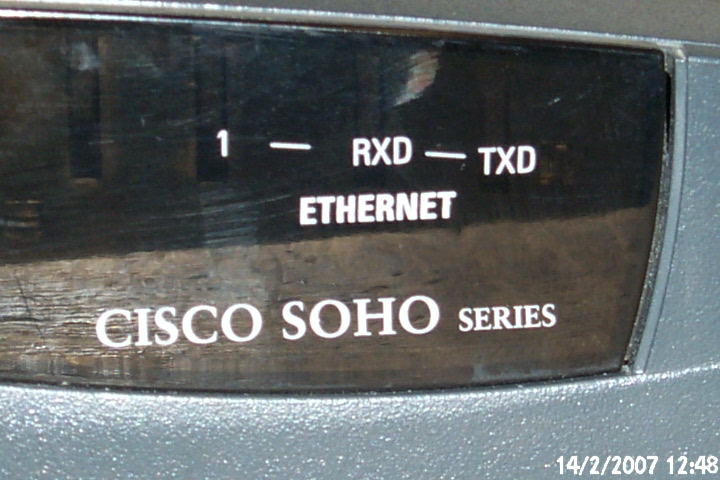 1 — RXD — TXD
ETHERNET
CISCO SOHO SERIES
14/2/2007 12:48